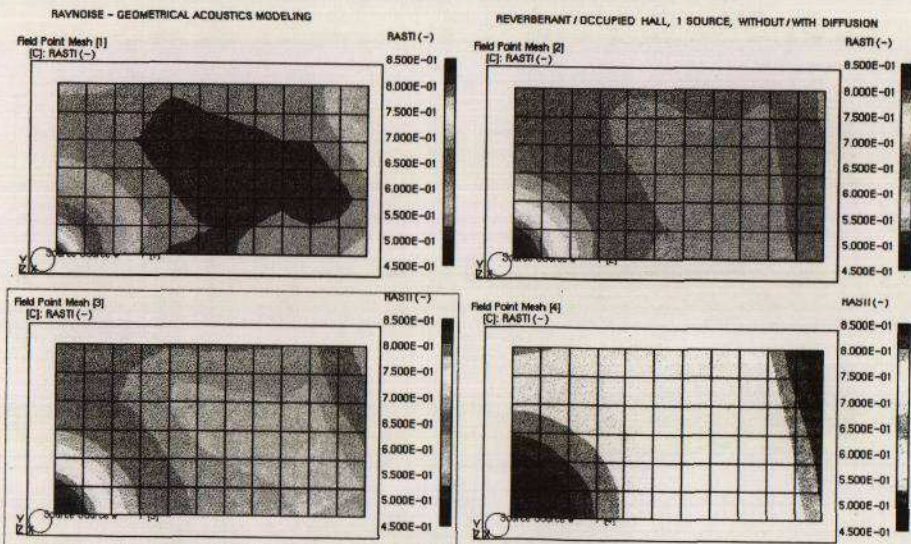 RAYNOISE - GEOMETRICAL ACOUSTICS MODELING
REVERBERANT / OCCUPIED HALL, 1 SOURCE, WITHOUT / WITH DIFFUSION
Field Point Mesh [1]
[C]: RASTI (-)
RASTI (-)
8.500E-01
8.000E-01
7.500E-01
7.000E-01
6.500E-01
6.000E-01
5.500E-01
5.000E-01
4.500E-01
Y
Z X
Field Point Mesh [2]
[C]: RASTI (-)
RASTI (-)
8.500E-01
8.000E-01
7.500E-01
7.000E-01
6.500E-01
6.000E-01
5.500E-01
5.000E-01
4.500E-01
Y
Z X
Field Point Mesh [3]
[C]: RASTI (-)
RASTI (-)
8.500E-01
8.000E-01
7.500E-01
7.000E-01
6.500E-01
6.000E-01
5.500E-01
5.000E-01
4.500E-01
Y
Z X
Field Point Mesh [4]
[C]: RASTI (-)
RASTI (-)
8.500E-01
8.000E-01
7.500E-01
7.000E-01
6.500E-01
6.000E-01
5.500E-01
5.000E-01
4.500E-01
Y
Z X